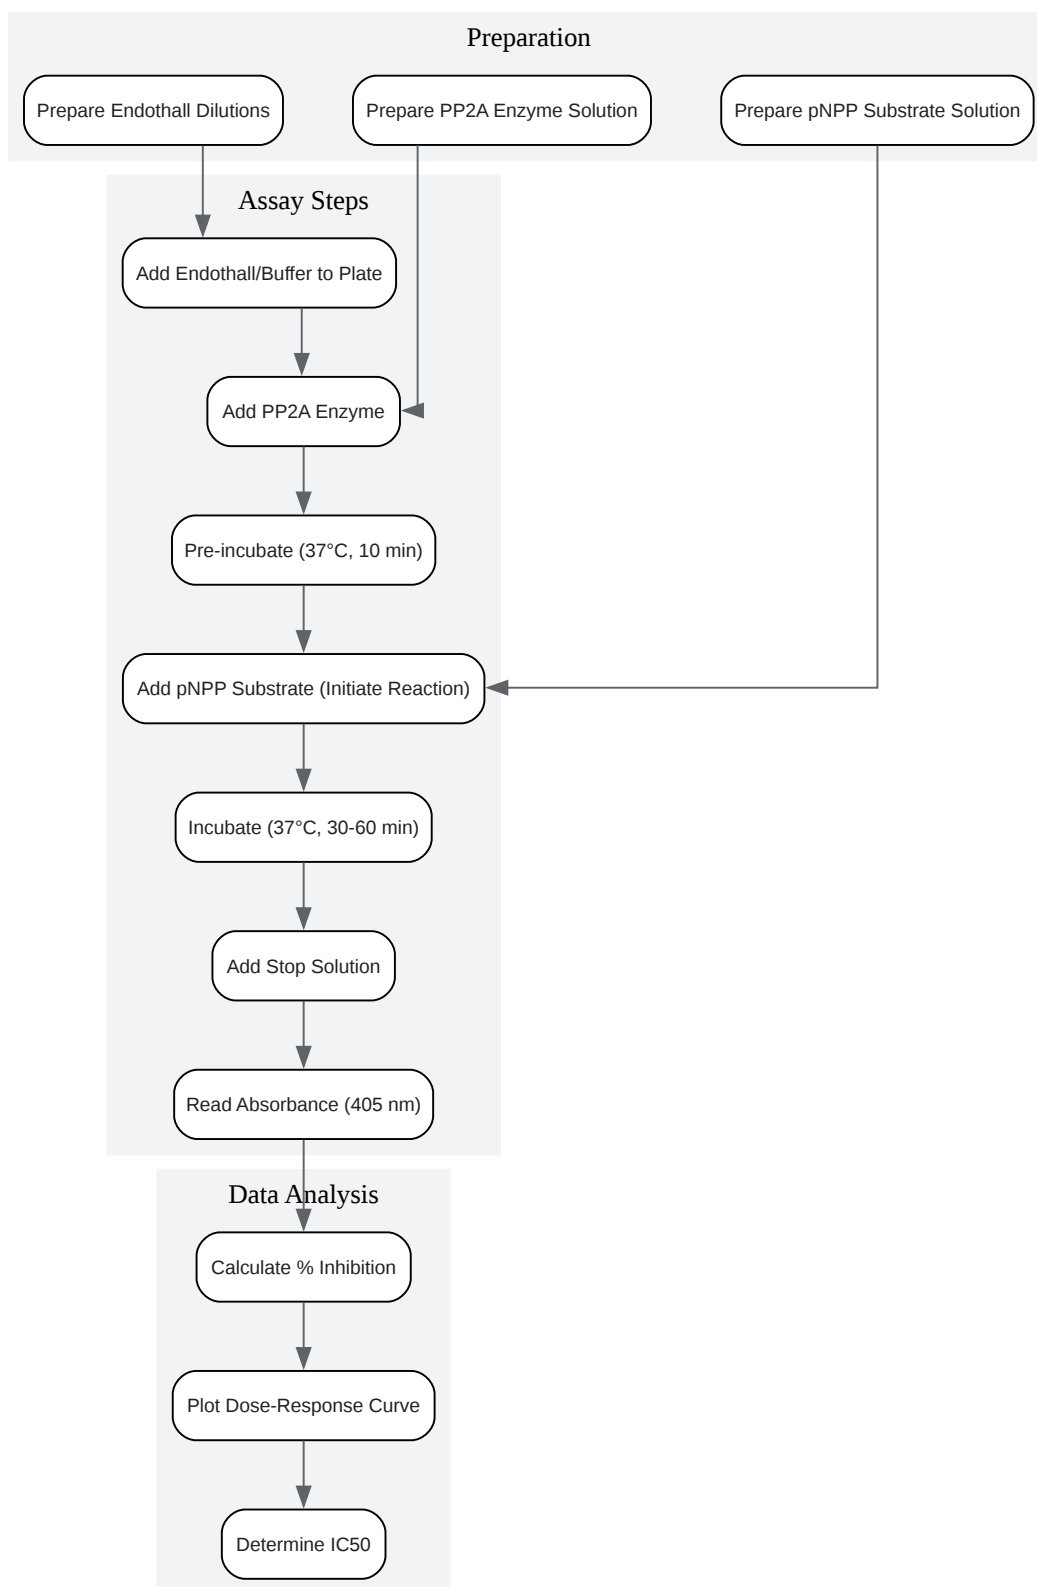 Preparation
Prepare Endothall Dilutions
Prepare PP2A Enzyme Solution
Prepare pNPP Substrate Solution
Assay Steps
Add Endothall/Buffer to Plate
Add PP2A Enzyme
Pre-incubate (37°C, 10 min)
Add pNPP Substrate (Initiate Reaction)
Incubate (37°C, 30-60 min)
Add Stop Solution
Read Absorbance (405 nm)
Data Analysis
Calculate % Inhibition
Plot Dose-Response Curve
Determine IC50